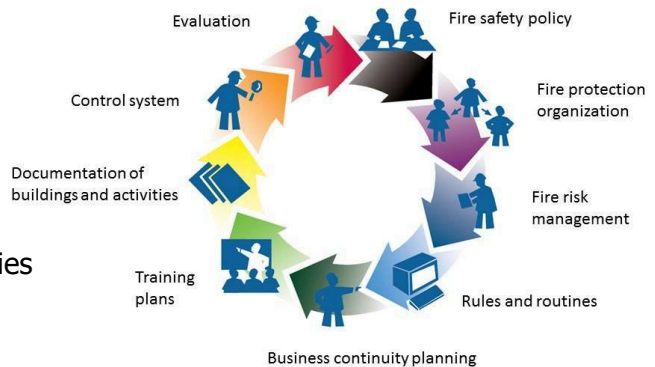 Evaluation
Fire safety policy
Control system
Fire protection
organization
Documentation of
buildings and activities
Fire risk
management
ies
Training
plans
Rules and routines
Business continuity planning